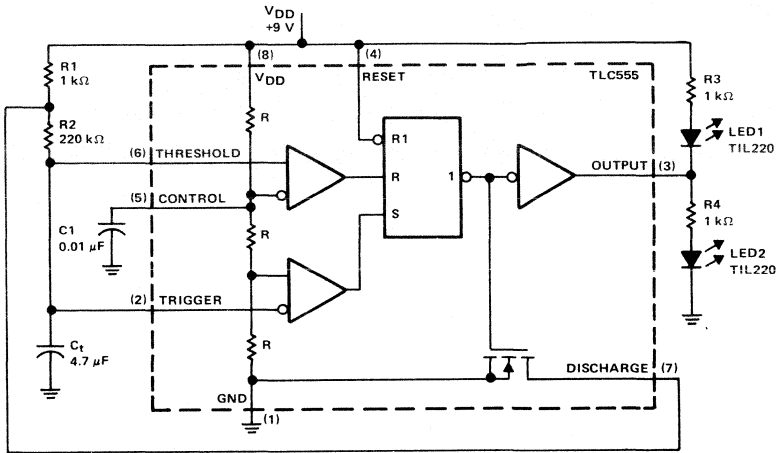 VDD
+9 V
(8)
(4)
R1
1 kΩ
VDD
RESET
TLC555
R3
1 kΩ
R
R2
220 kΩ
R1
LED1
TIL220
(6) THRESHOLD
OUTPUT (3)
R
1
(5) CONTROL
S
R4
1 kΩ
C1
0.01 µF
R
LED2
TIL220
(2) TRIGGER
R
Ct
4.7 µF
DISCHARGE (7)
GND
(1)